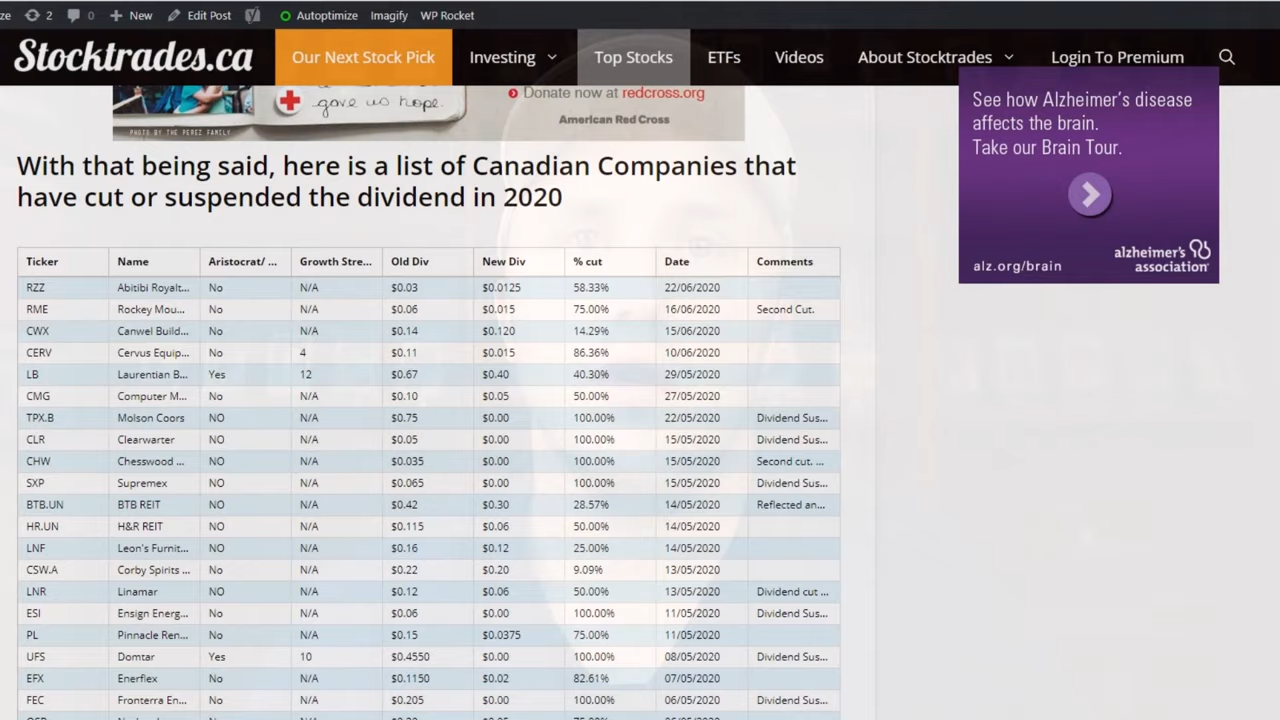 ze 2 0 New Edit Post Autoptimize Imagify WP Rocket
Stocktrades.ca Our Next Stock Pick Investing Top Stocks ETFs Videos About Stocktrades Login To Premium
gave us hope.
PHOTO BY THE PEREZ FAMILY
Donate now at redcross.org
American Red Cross
See how Alzheimer's disease
affects the brain.
Take our Brain Tour.
alzheimer's
association
alz.org/brain
With that being said, here is a list of Canadian Companies that
have cut or suspended the dividend in 2020
Ticker Name Aristocrat/ ... Growth Stre... Old Div New Div % cut Date Comments
RZZ Abitibi Royalt... No N/A $0.03 $0.0125 58.33% 22/06/2020
RME Rockey Mou... No N/A $0.06 $0.015 75.00% 16/06/2020 Second Cut.
CWX Canwel Build... No N/A $0.14 $0.120 14.29% 15/06/2020
CERV Cervus Equip... No 4 $0.11 $0.015 86.36% 10/06/2020
LB Laurentian B... Yes 12 $0.67 $0.40 40.30% 29/05/2020
CMG Computer M... No N/A $0.10 $0.05 50.00% 27/05/2020
TPX.B Molson Coors NO N/A $0.75 $0.00 100.00% 22/05/2020 Dividend Sus...
CLR Clearwarter NO N/A $0.05 $0.00 100.00% 15/05/2020 Dividend Sus...
CHW Chesswood ... NO N/A $0.035 $0.00 100.00% 15/05/2020 Second cut. ...
SXP Supremex NO N/A $0.065 $0.00 100.00% 15/05/2020 Dividend Sus...
BTB.UN BTB REIT NO N/A $0.42 $0.30 28.57% 14/05/2020 Reflected an...
HR.UN H&R REIT NO N/A $0.115 $0.06 50.00% 14/05/2020
LNF Leon's Furnit... NO N/A $0.16 $0.12 25.00% 14/05/2020
CSW.A Corby Spirits ... No N/A $0.22 $0.20 9.09% 13/05/2020
LNR Linamar NO N/A $0.12 $0.06 50.00% 13/05/2020 Dividend cut ...
ESI Ensign Energ... No N/A $0.06 $0.00 100.00% 11/05/2020 Dividend Sus...
PL Pinnacle Ren... No N/A $0.15 $0.0375 75.00% 11/05/2020
UFS Domtar Yes 10 $0.4550 $0.00 100.00% 08/05/2020 Dividend Sus...
EFX Enerflex No N/A $0.1150 $0.02 82.61% 07/05/2020
FEC Fronterra En... No N/A $0.205 $0.00 100.00% 06/05/2020 Dividend Sus...